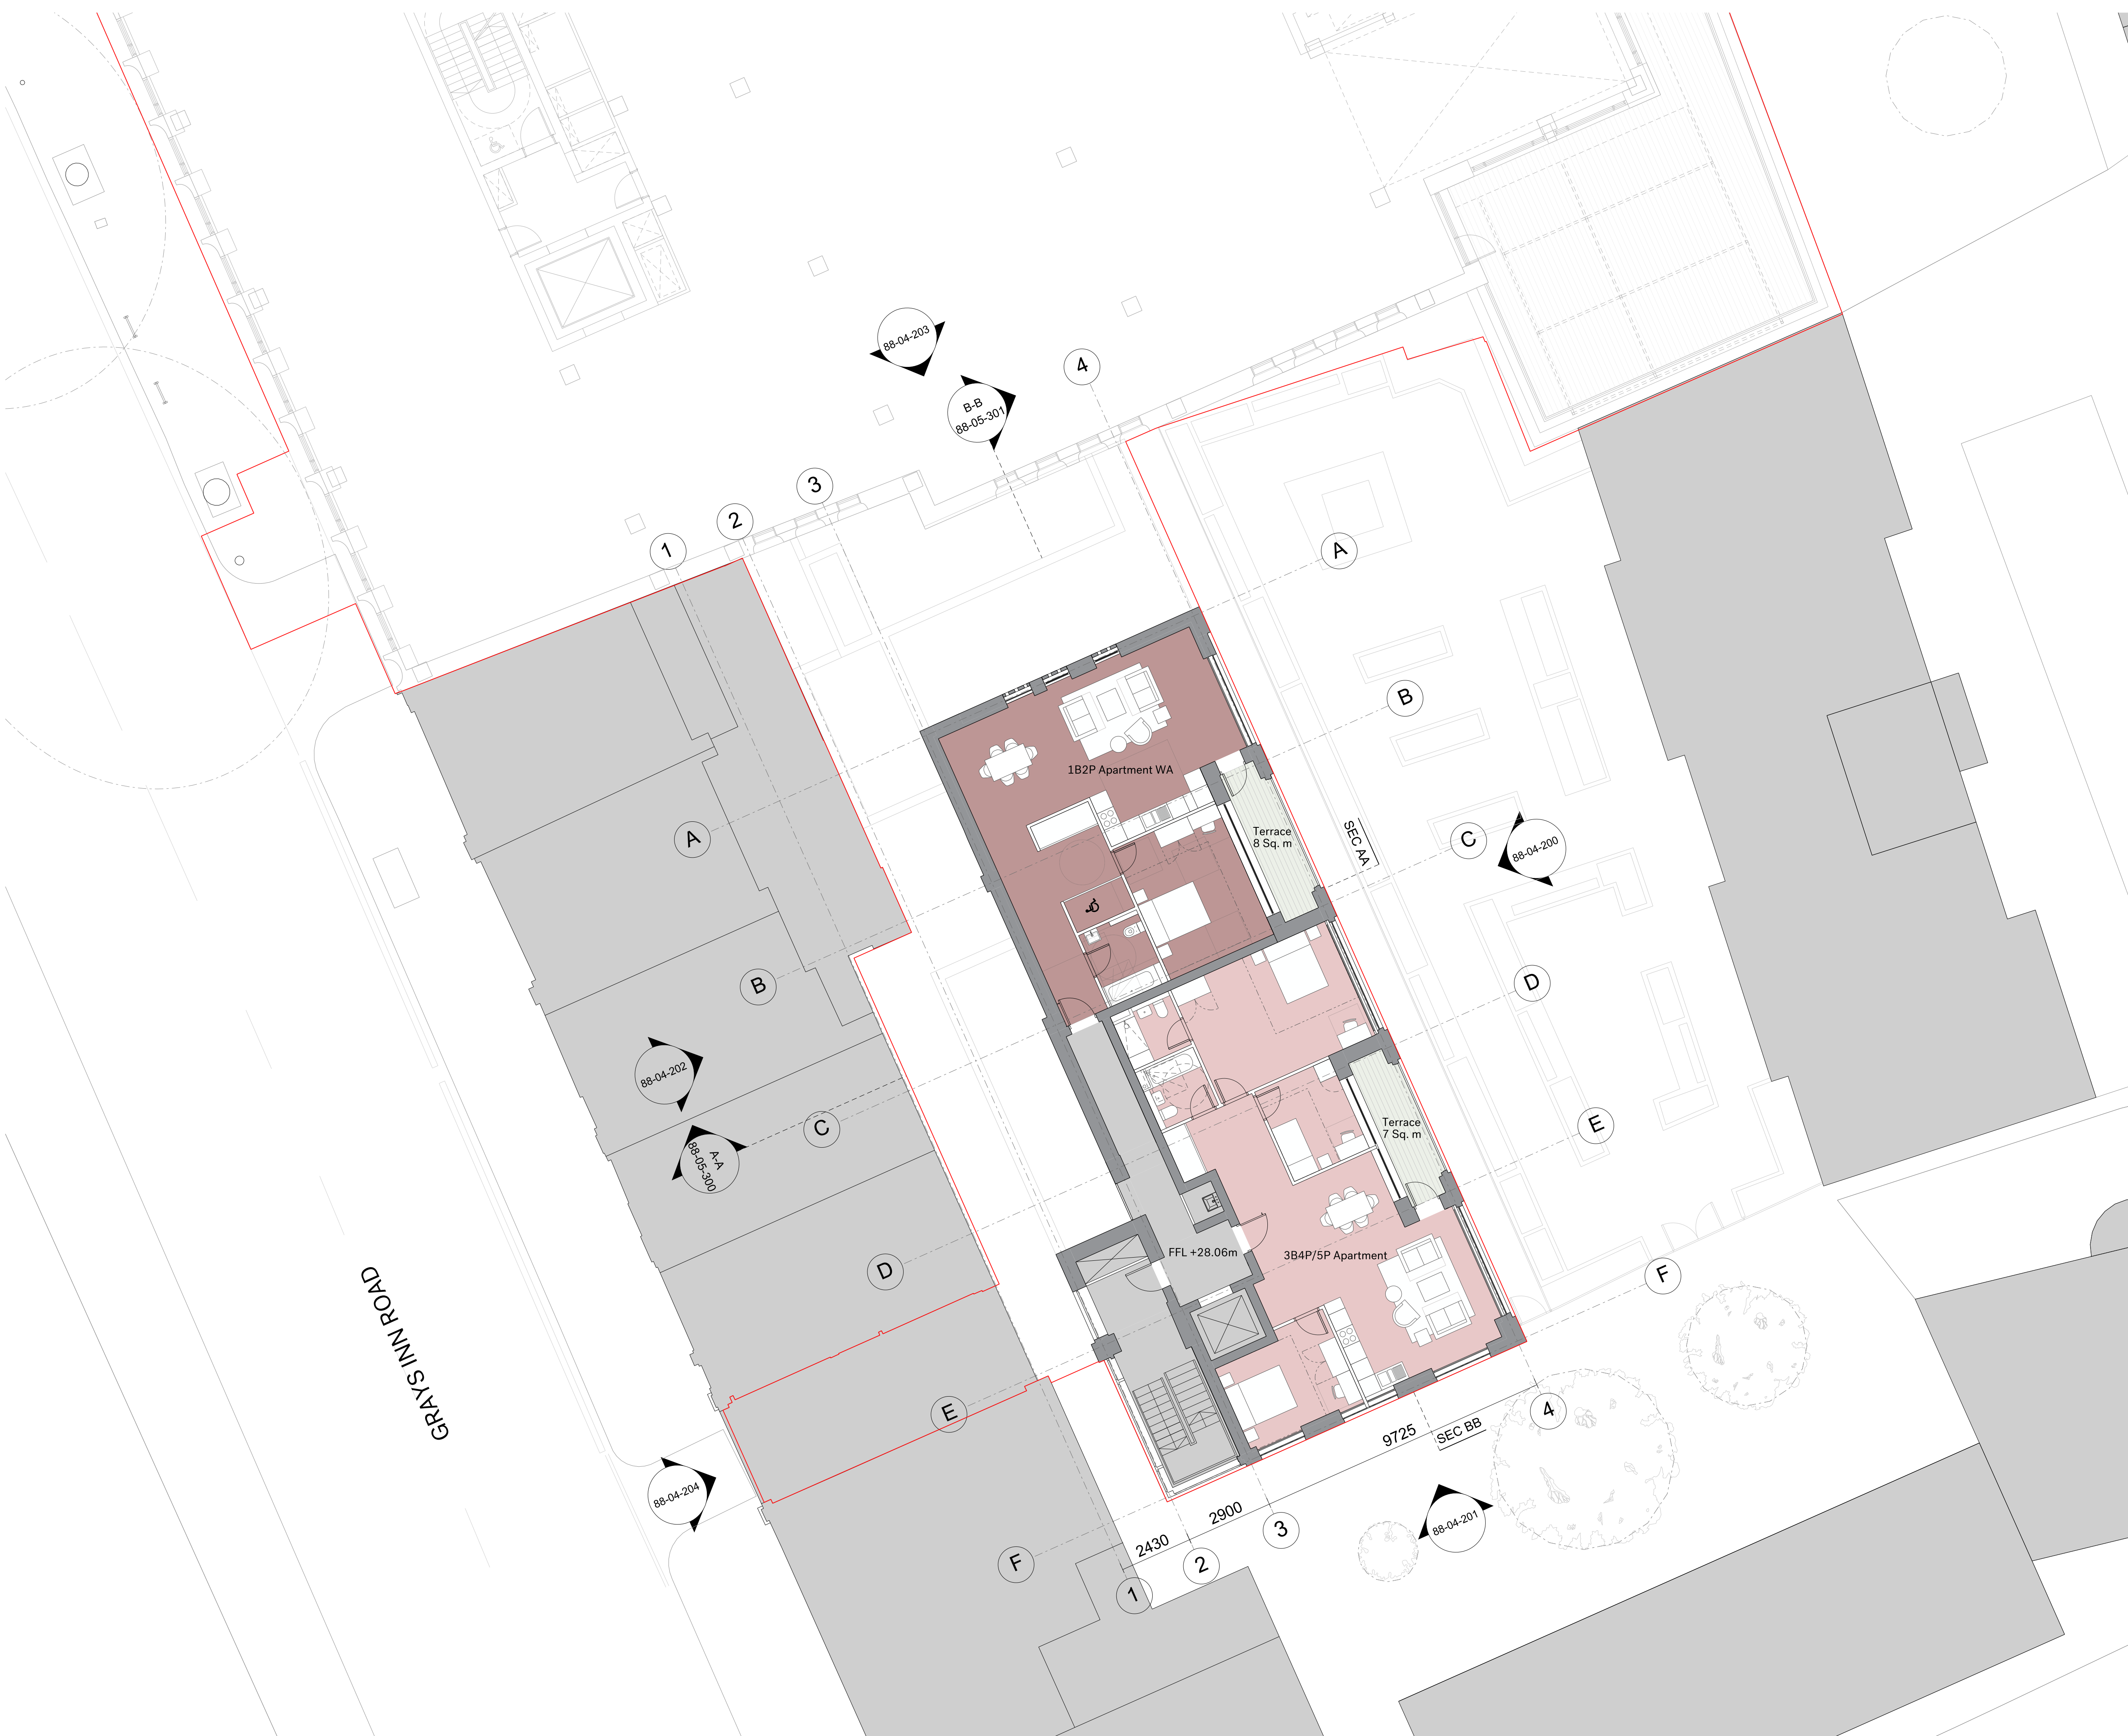 88-04-203
4
B-B
88-05-301
3
2
1
A
B
1B2P Apartment WA
Terrace
8 Sq. m
SEC AA
C
88-04-200
A
B
D
88-04-202
C
E
Terrace
7 Sq. m
A-A
88-05-300
D
FFL +28.06m
3B4P/5P Apartment
F
GRAYS INN ROAD
E
4
9725
SEC BB
88-04-204
2900
3
88-04-201
2430
F
2
1